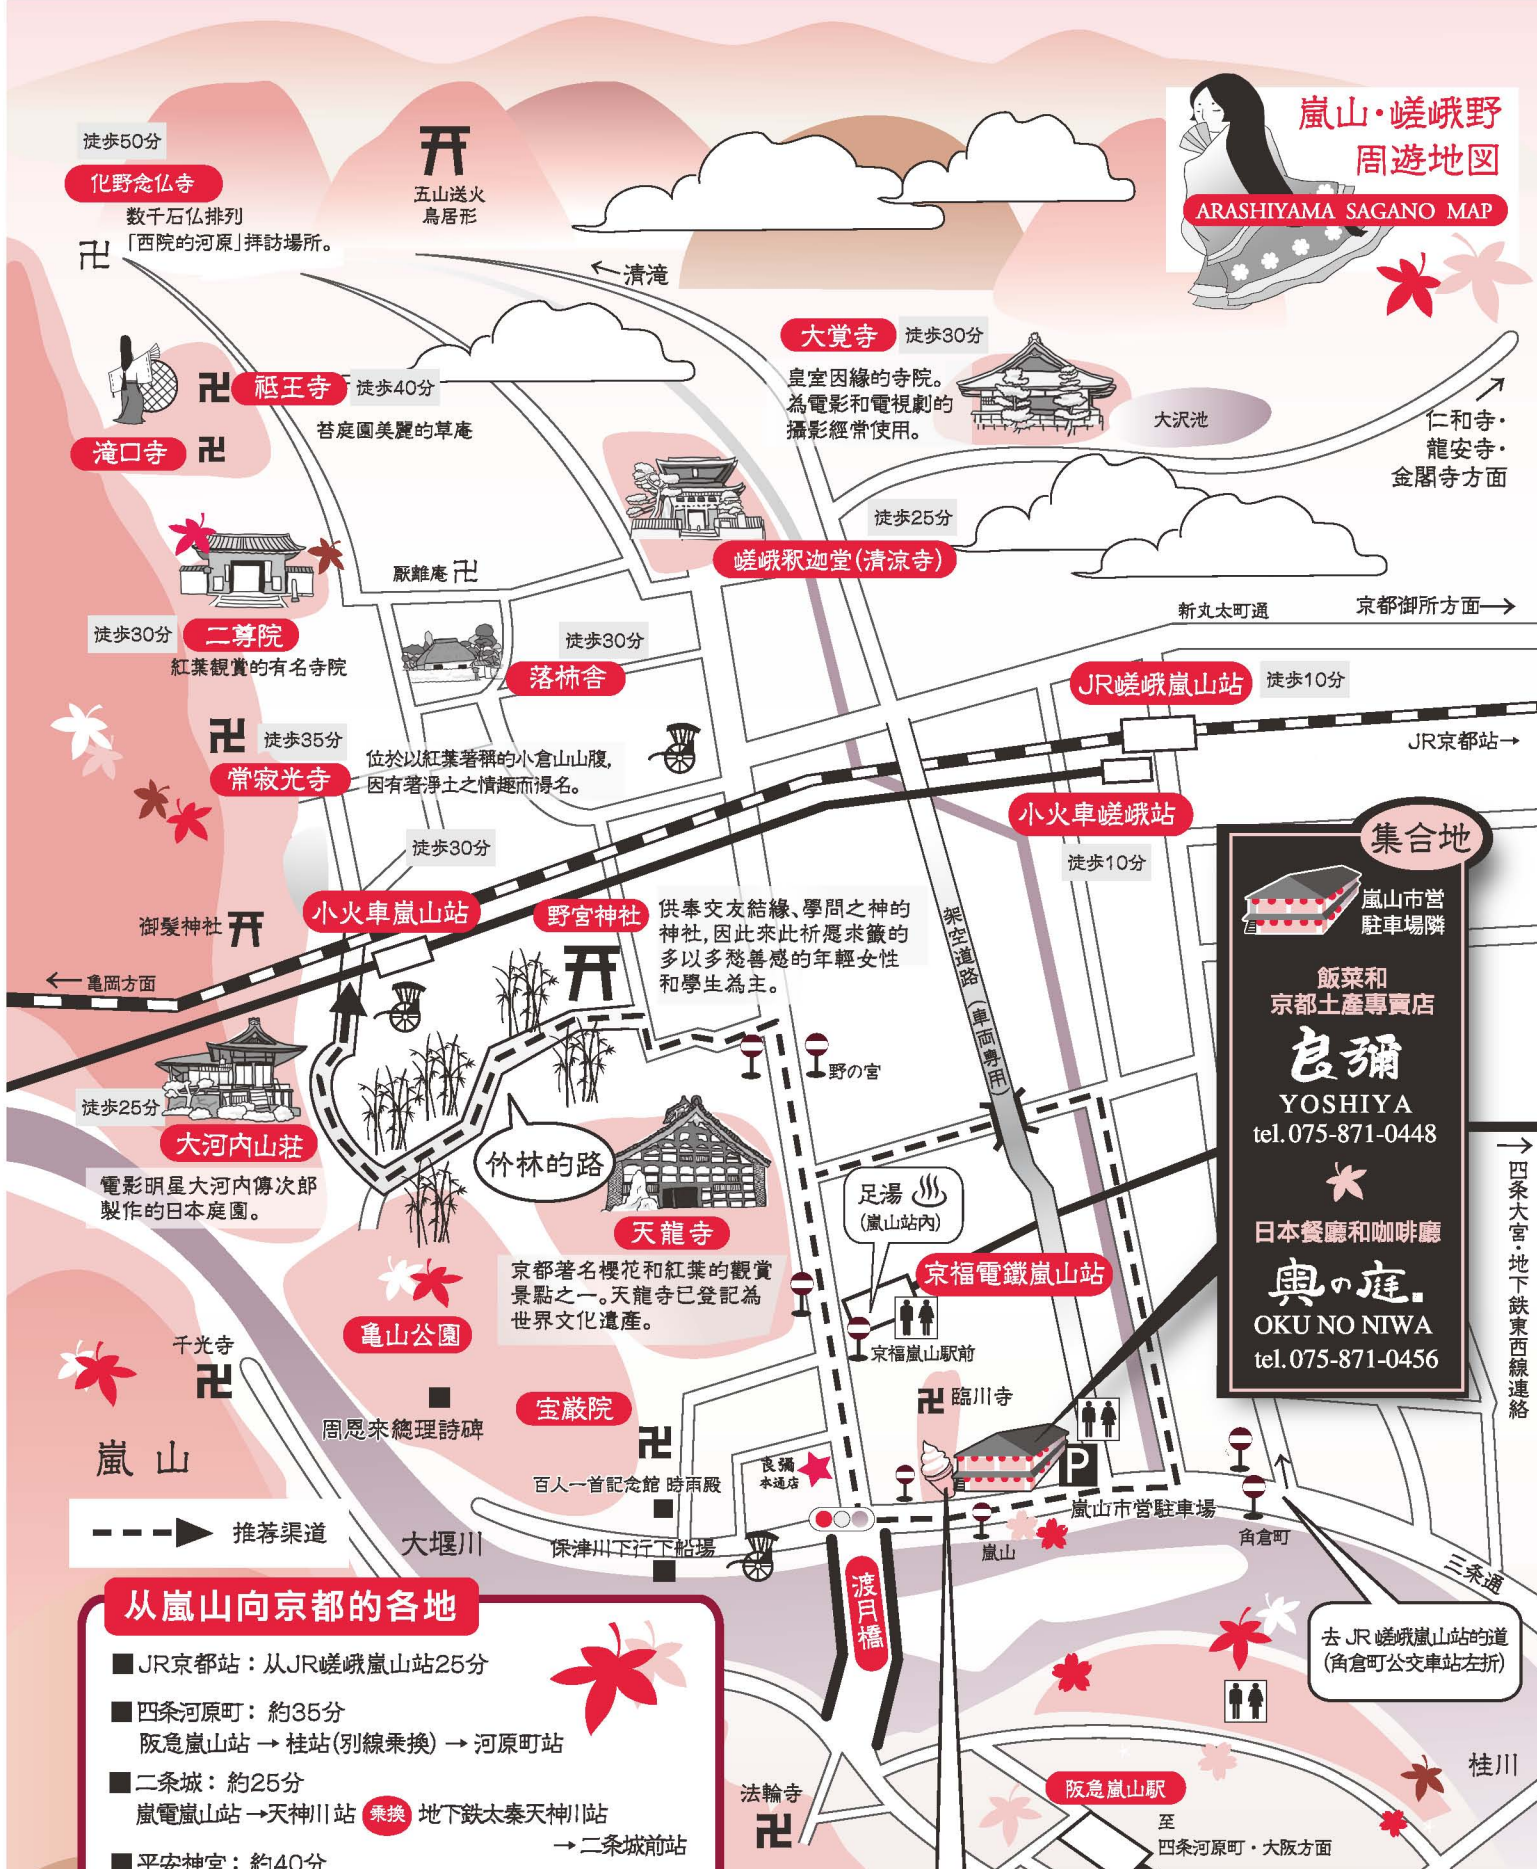 嵐山・嵯峨野
周遊地図
ARASHIYAMA SAGANO MAP
徒歩50分
化野念仏寺
数千石仏排列
「西院的河原」拝訪場所。
卍
五山送火
鳥居形
←清滝
卍
祗王寺
徒歩40分
苔庭園美麗的草庵
滝口寺
卍
大覚寺
徒歩30分
皇室因緣的寺院。
為電影和電視劇的
攝影經常使用。
大沢池
仁和寺・
龍安寺・
金閣寺方面
徒歩25分
嵯峨釈迦堂(清凉寺)
厭離庵
卍
徒歩30分
二尊院
紅葉観賞的有名寺院
徒歩30分
落柿舎
新丸太町通
京都御所方面→
JR嵯峨嵐山站
徒歩10分
JR京都站→
卍
徒歩35分
常寂光寺
位於以紅葉著稱的小倉山山腹,
因有著淨土之情趣而得名。
小火車嵯峨站
徒歩10分
徒歩30分
小火車嵐山站
御髪神社
←亀岡方面
野宮神社
供奉交友結緣、學問之神的
神社,因此來此祈愿求籤的
多以多愁善感的年輕女性
和學生為主。
架空道路(車両専用)
野の宮
集合地
嵐山市営
駐車場隣
飯菜和
京都土產專賣店
良彌
YOSHIYA
tel.075-871-0448
日本餐廳和咖啡廳
奥の庭
OKU NO NIWA
tel.075-871-0456
→四条大宮・地下鉄東西線連絡
徒歩25分
大河内山荘
電影明星大河内傳次郎
製作的日本庭園。
竹林的路
天龍寺
京都著名櫻花和紅葉的觀賞
景點之一。天龍寺已登記為
世界文化遺產。
足湯
(嵐山站內)
京福電鐵嵐山站
京福嵐山駅前
亀山公園
千光寺
卍
嵐山
周恩來總理詩碑
宝厳院
卍
百人一首記念館 時雨殿
良彌
本通店
卍
臨川寺
P
嵐山市営駐車場
嵐山
角倉町
三条通
推荐渠道
大堰川
保津川下行下船場
渡月橋
去 JR 嵯峨嵐山站的道
(角倉町公交車站左折)
桂川
从嵐山向京都的各地
■JR京都站：从JR嵯峨嵐山站25分
■四条河原町：約35分
阪急嵐山站→桂站(別線乗換)→河原町站
■二条城：約25分
嵐電嵐山站→天神川站 乗換 地下鉄太秦天神川站
→二条城前站
■平安神宮：約40分
法輪寺
卍
阪急嵐山駅
至
四条河原町・大阪方面